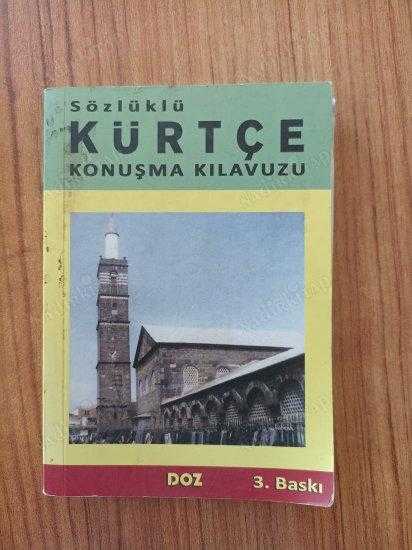 Sözlüklü
KÜRTÇE
KONUŞMA KILAVUZU
DOZ
3. Baskı